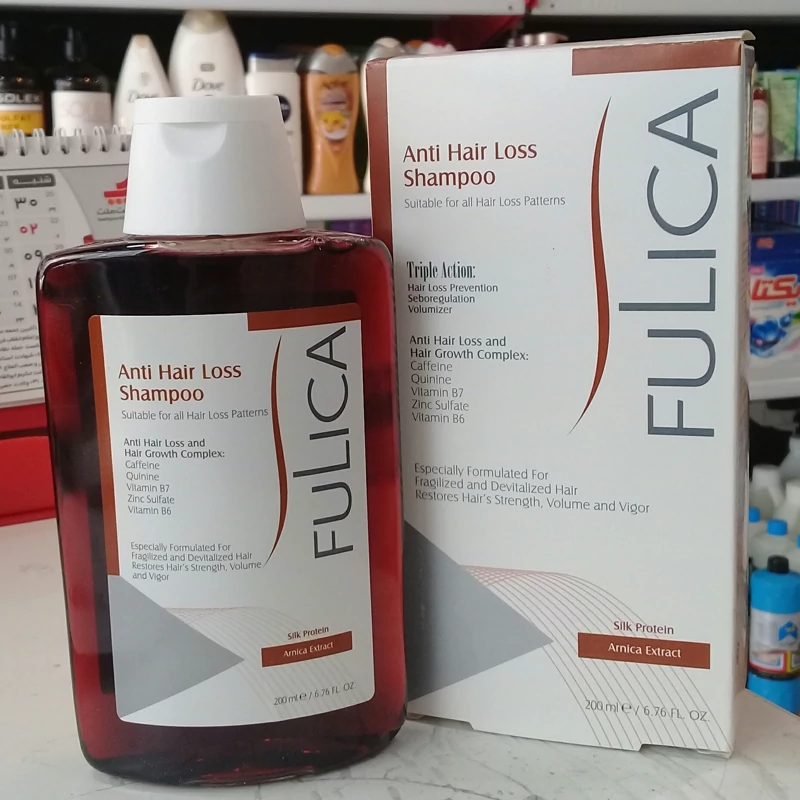 Anti Hair Loss
Shampoo
Suitable for all Hair Loss Patterns
Triple Action:
Hair Loss Prevention
Seboregulation
Volumizer
Anti Hair Loss and
Hair Growth Complex:
Caffeine
Quinine
Vitamin B7
Zinc Sulfate
Vitamin B6
Especially Formulated For
Fragilized and Devitalized Hair
Restores Hair's Strength, Volume and Vigor
FULICA
Silk Protein
Arnica Extract
200 ml e / 6.76 FL. OZ.
Anti Hair Loss
Shampoo
Suitable for all Hair Loss Patterns
Anti Hair Loss and
Hair Growth Complex:
Caffeine
Quinine
Vitamin B7
Zinc Sulfate
Vitamin B6
Especially Formulated For
Fragilized and Devitalized Hair
Restores Hair's Strength, Volume
and Vigor
FULICA
Silk Protein
Arnica Extract
200 ml e / 6.76 FL. OZ
Dove
Dove
شنبه
۳۰
۰۲
۰۹